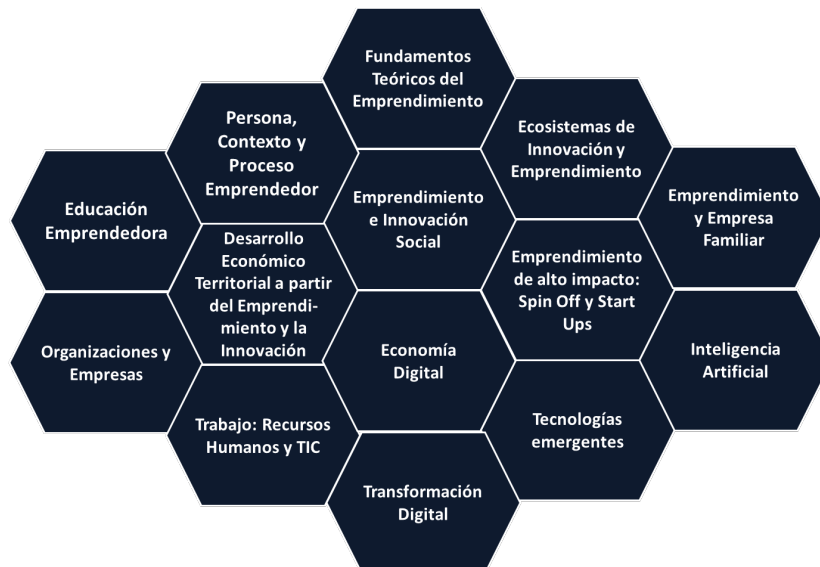 Fundamentos
Teóricos del
Emprendimiento
Persona,
Contexto y
Proceso
Emprendedor
Ecosistemas de
Innovación y
Emprendimiento
Educación
Emprendedora
Emprendimiento
e Innovación
Social
Emprendimiento
y Empresa
Familiar
Desarrollo
Económico
Territorial a partir
del Emprendi-
miento y la
Innovación
Emprendimiento
de alto impacto:
Spin Off y Start
Ups
Organizaciones y
Empresas
Economía
Digital
Inteligencia
Artificial
Trabajo: Recursos
Humanos y TIC
Tecnologías
emergentes
Transformación
Digital